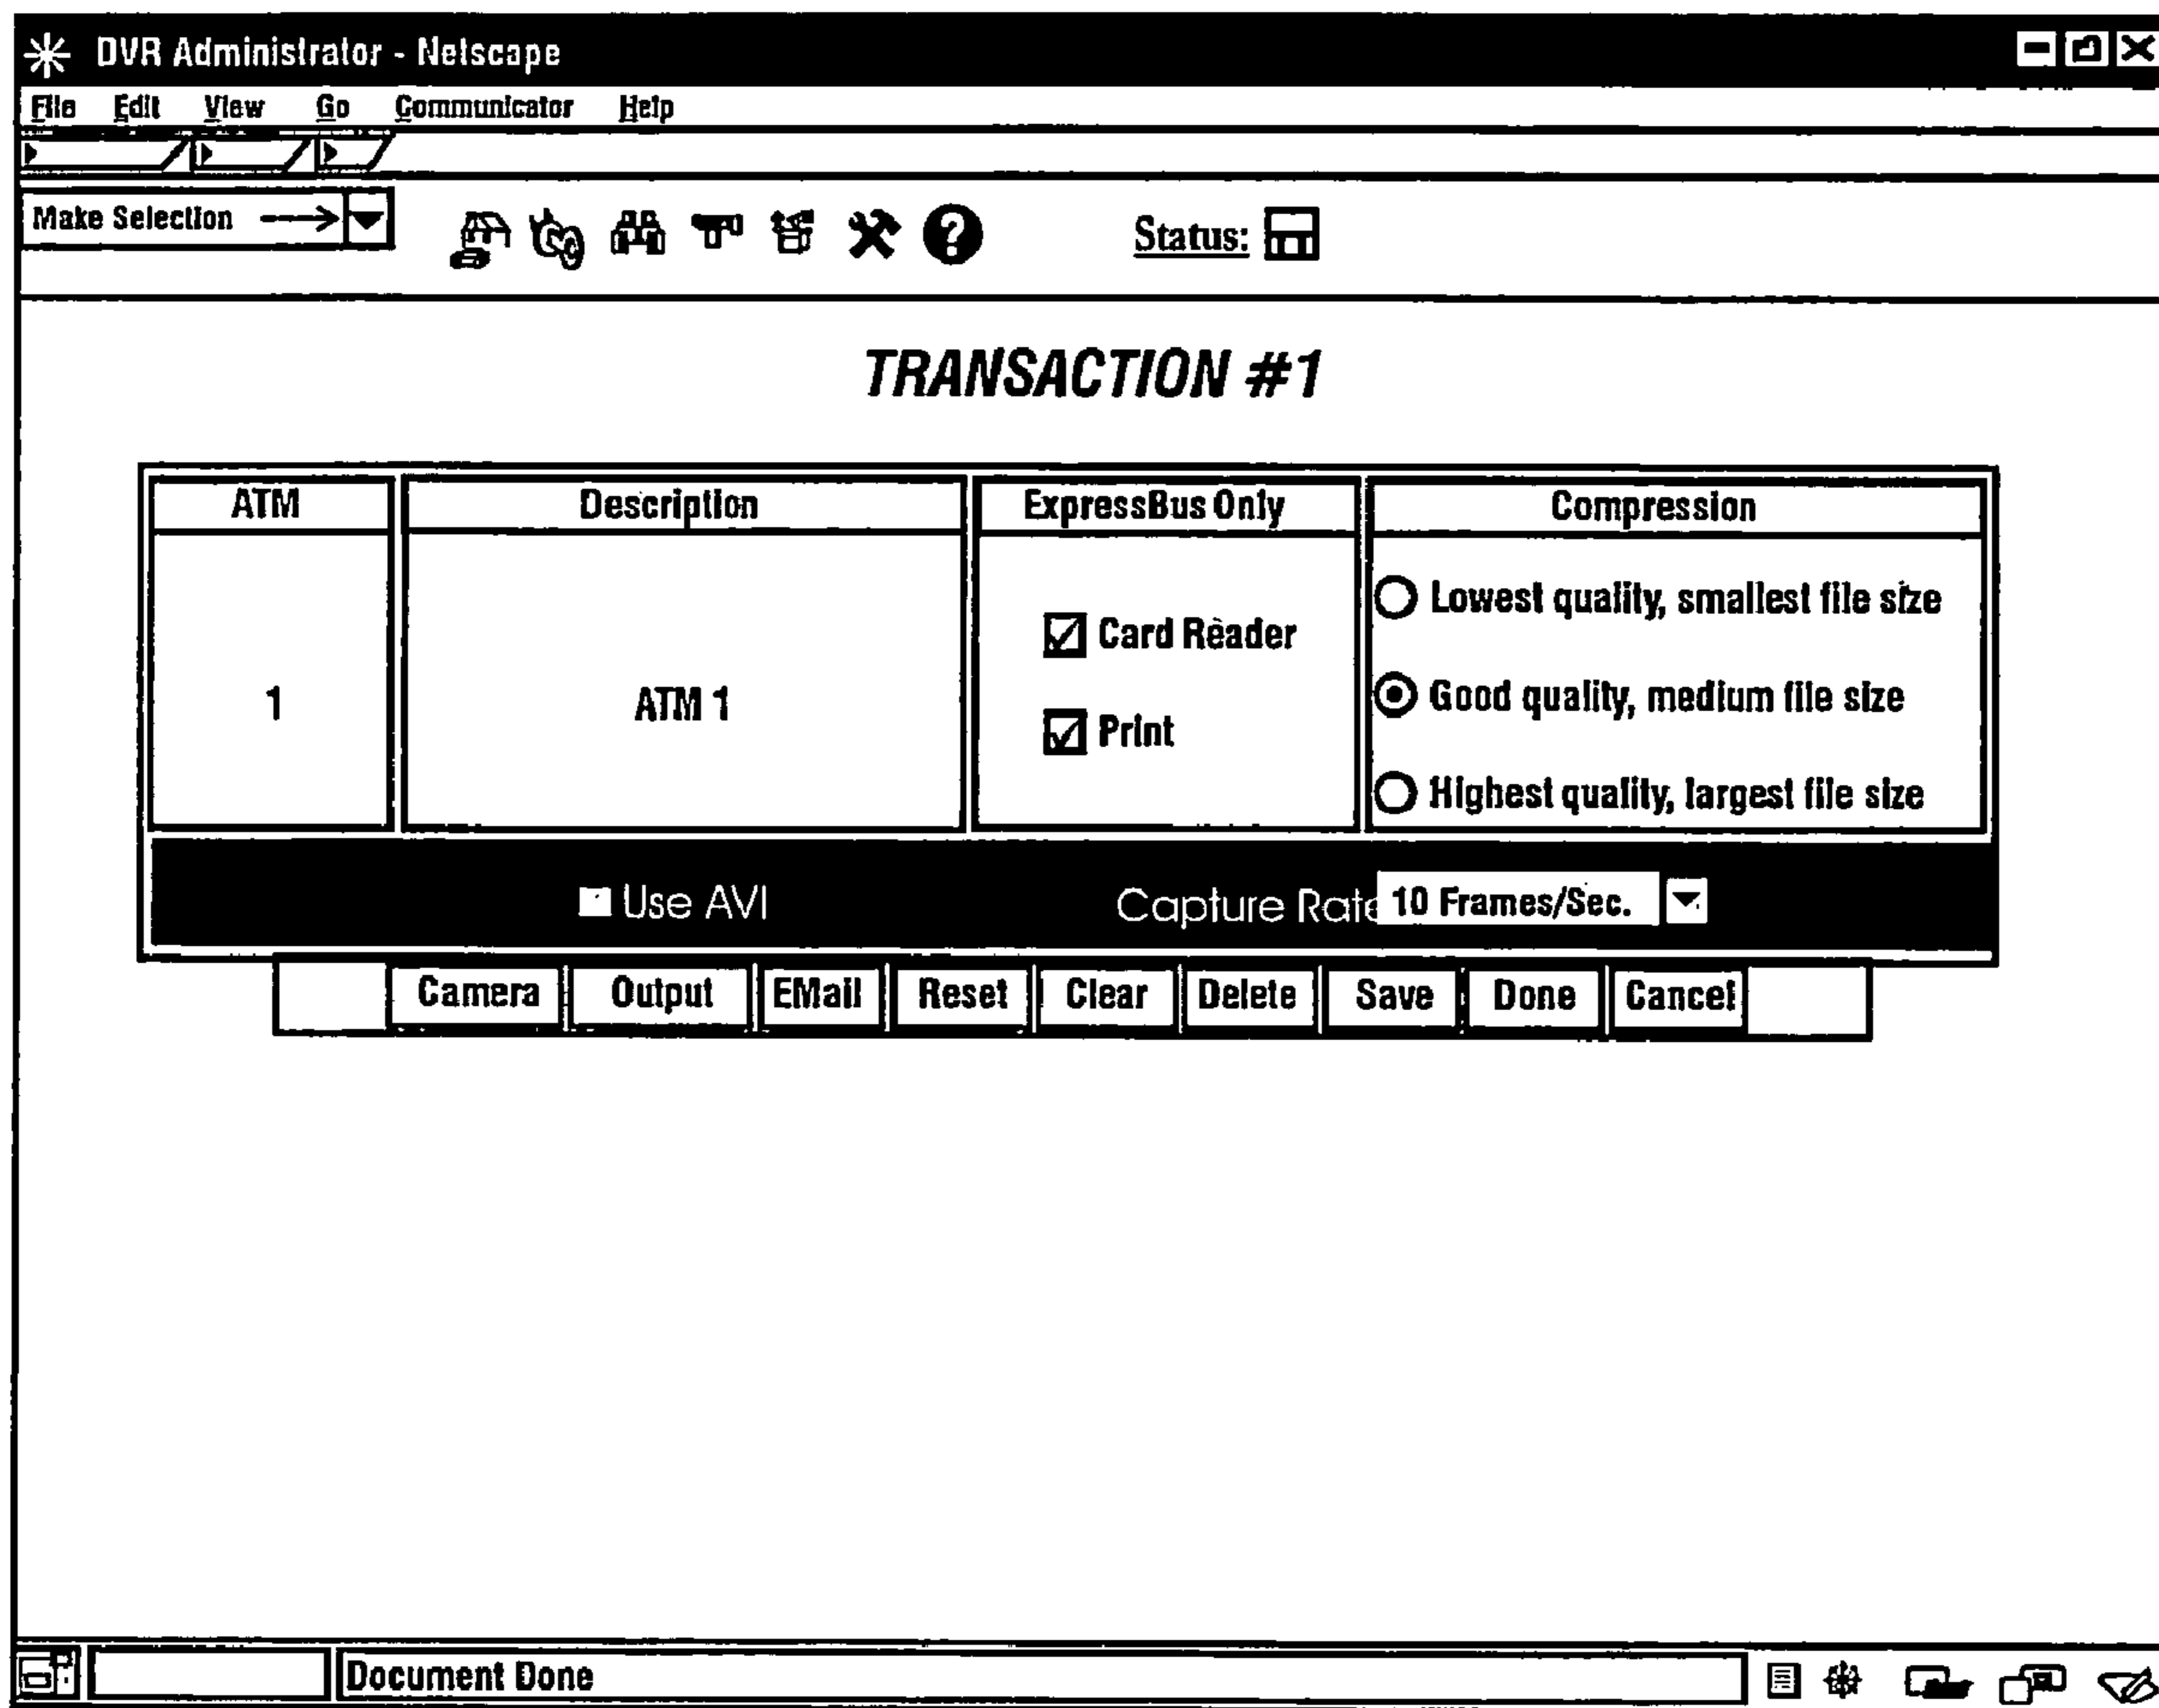 DVR Administrator - Netscape
File Edit View Go Communicator Help
Make Selection
Status:
TRANSACTION #1
ATM Description ExpressBus Only Compression
Lowest quality, smallest file size
Card Reader
1 ATM 1 Good quality, medium file size
Print
Highest quality, largest file size
Use AVI Capture Rate 10 Frames/Sec.
Camera Output EMail Reset Clear Delete Save Done Cancel
Document Done